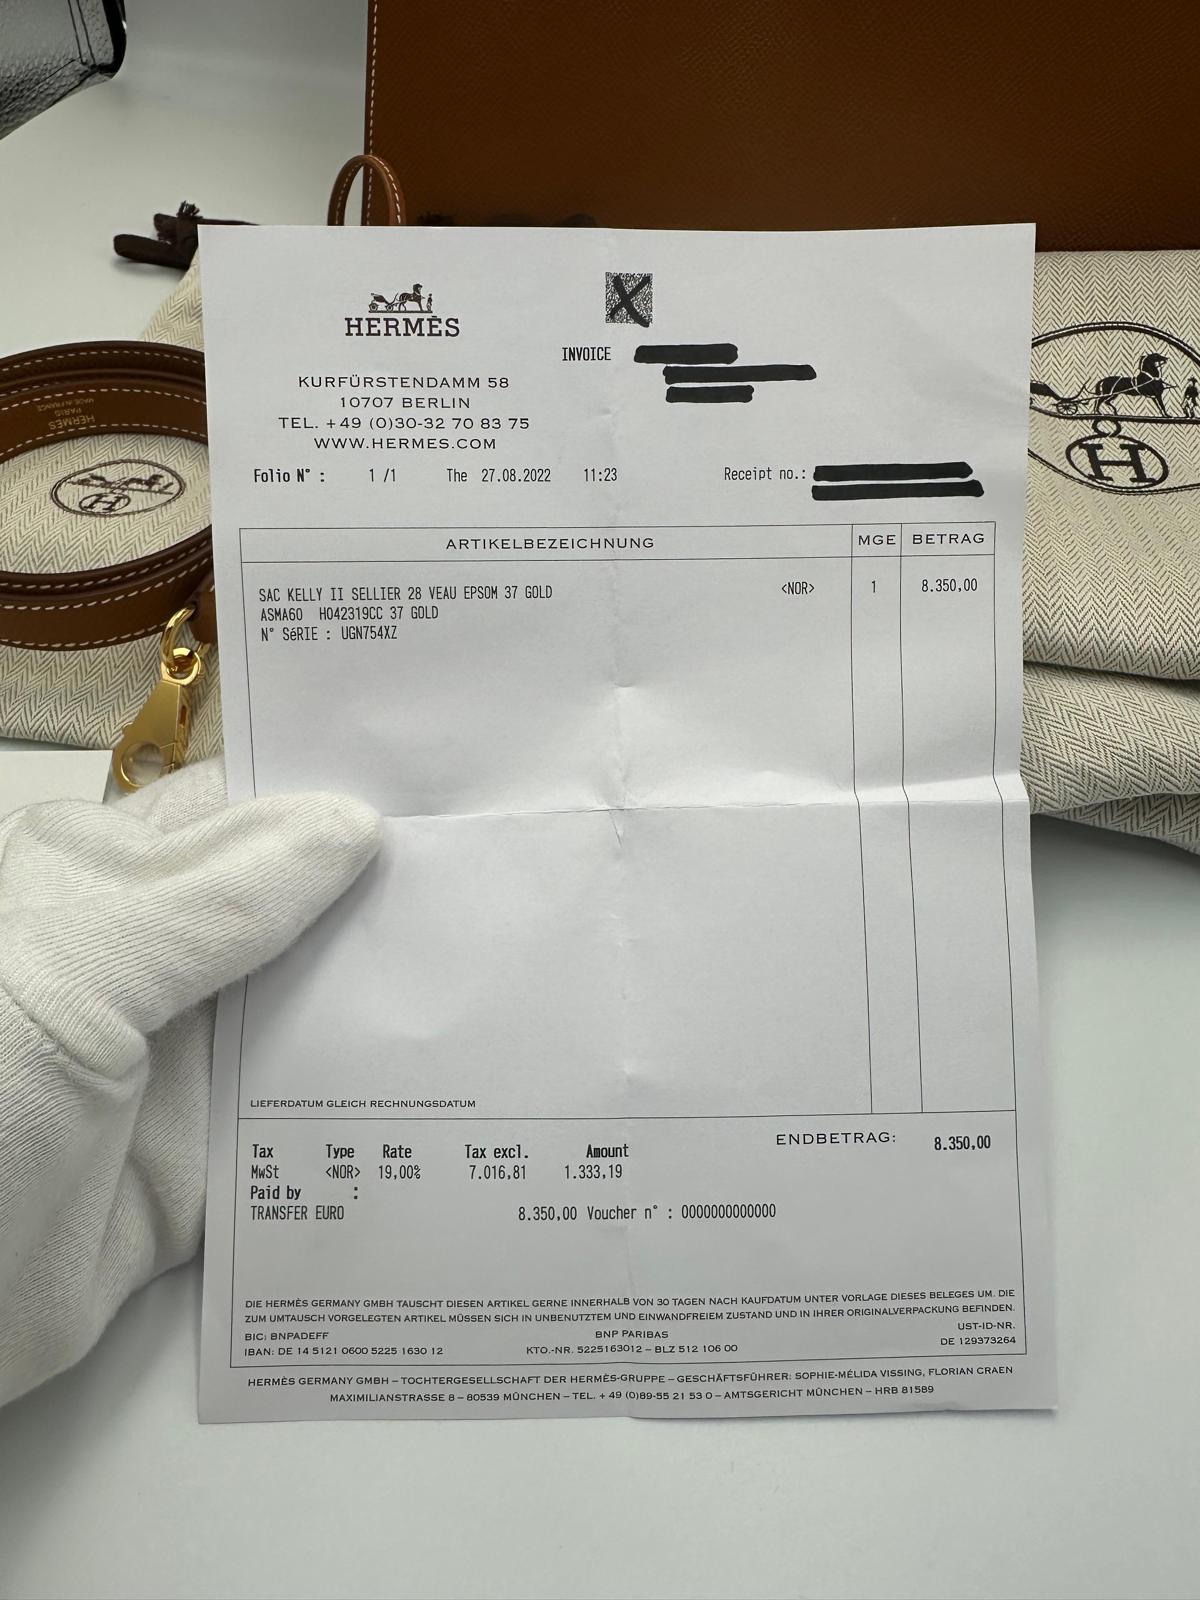 HERMÈS
INVOICE
KURFÜRSTENDAMM 58
10707 BERLIN
TEL. +49 (0)30-32 70 83 75
WWW.HERMES.COM
Folio N° : 1 /1 The 27.08.2022 11:23 Receipt no.:
ARTIKELBEZEICHNUNG MGE BETRAG
SAC KELLY II SELLIER 28 VEAU EPSOM 37 GOLD <NOR> 1 8.350,00
ASMA60 H042319CC 37 GOLD
N° SéRIE : UGN754XZ
LIEFERDATUM GLEICH RECHNUNGSDATUM
ENDBETRAG: 8.350,00
Tax Type Rate Tax excl. Amount
MwSt <NOR> 19,00% 7.016,81 1.333,19
Paid by :
TRANSFER EURO 8.350,00 Voucher n° : 0000000000000
DIE HERMÈS GERMANY GMBH TAUSCHT DIESEN ARTIKEL GERNE INNERHALB VON 30 TAGEN NACH KAUFDATUM UNTER VORLAGE DIESES BELEGES UM. DIE
ZUM UMTAUSCH VORGELEGTEN ARTIKEL MÜSSEN SICH IN UNBENUTZTEM UND EINWANDFREIEM ZUSTAND UND IN IHRER ORIGINALVERPACKUNG BEFINDEN.
BIC: BNPADEFF BNP PARIBAS UST-ID-NR.
IBAN: DE 14 5121 0600 5225 1630 12 KTO.-NR. 5225163012 – BLZ 512 106 00 DE 129373264
HERMÈS GERMANY GMBH – TOCHTERGESELLSCHAFT DER HERMÈS-GRUPPE – GESCHÄFTSFÜHRER: SOPHIE-MÉLIDA VISSING, FLORIAN CRAEN
MAXIMILIANSTRASSE 8 – 80539 MÜNCHEN – TEL. + 49 (0)89-55 21 53 0 – AMTSGERICHT MÜNCHEN – HRB 81589
HERMÈS
PARIS
MADE IN FRANCE
H
H